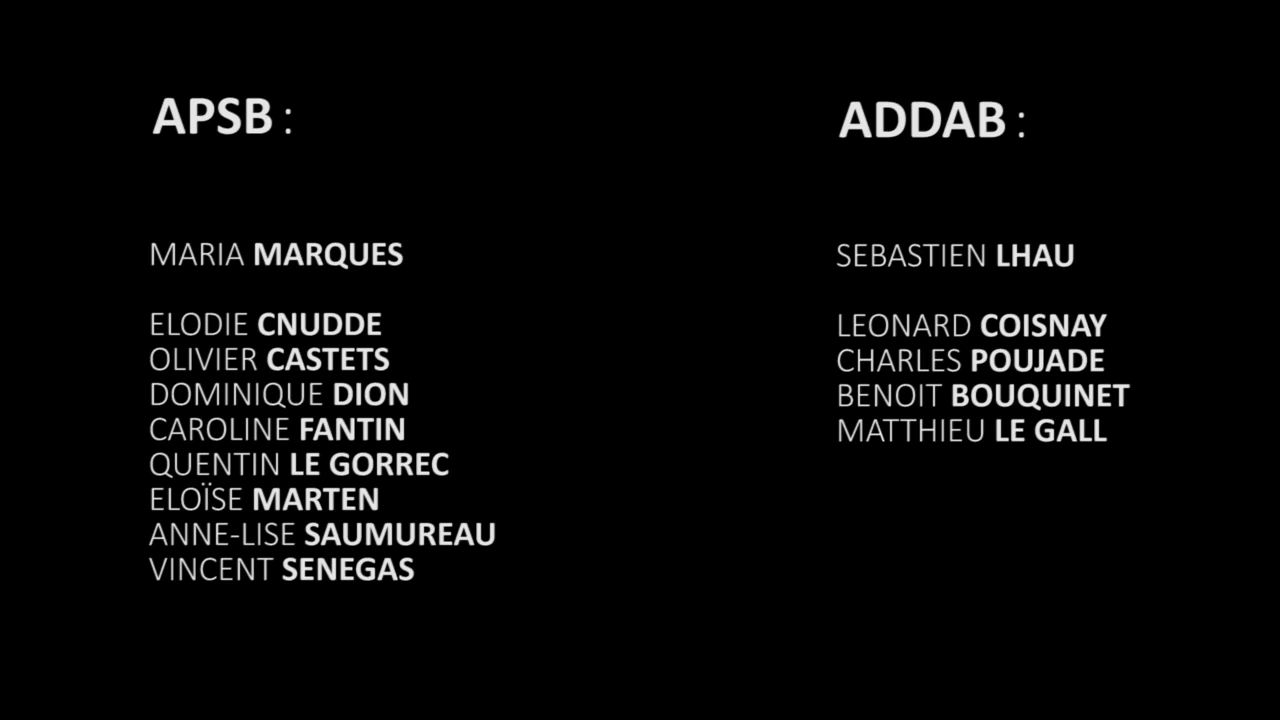 APSB :
MARIA MARQUES
ELODIE CNUDDE
OLIVIER CASTETS
DOMINIQUE DION
CAROLINE FANTIN
QUENTIN LE GORREC
ELOÏSE MARTEN
ANNE-LISE SAUMUREAU
VINCENT SENEGAS
ADDAB :
SEBASTIEN LHAU
LEONARD COISNAY
CHARLES POUJADE
BENOIT BOUQUINET
MATTHIEU LE GALL